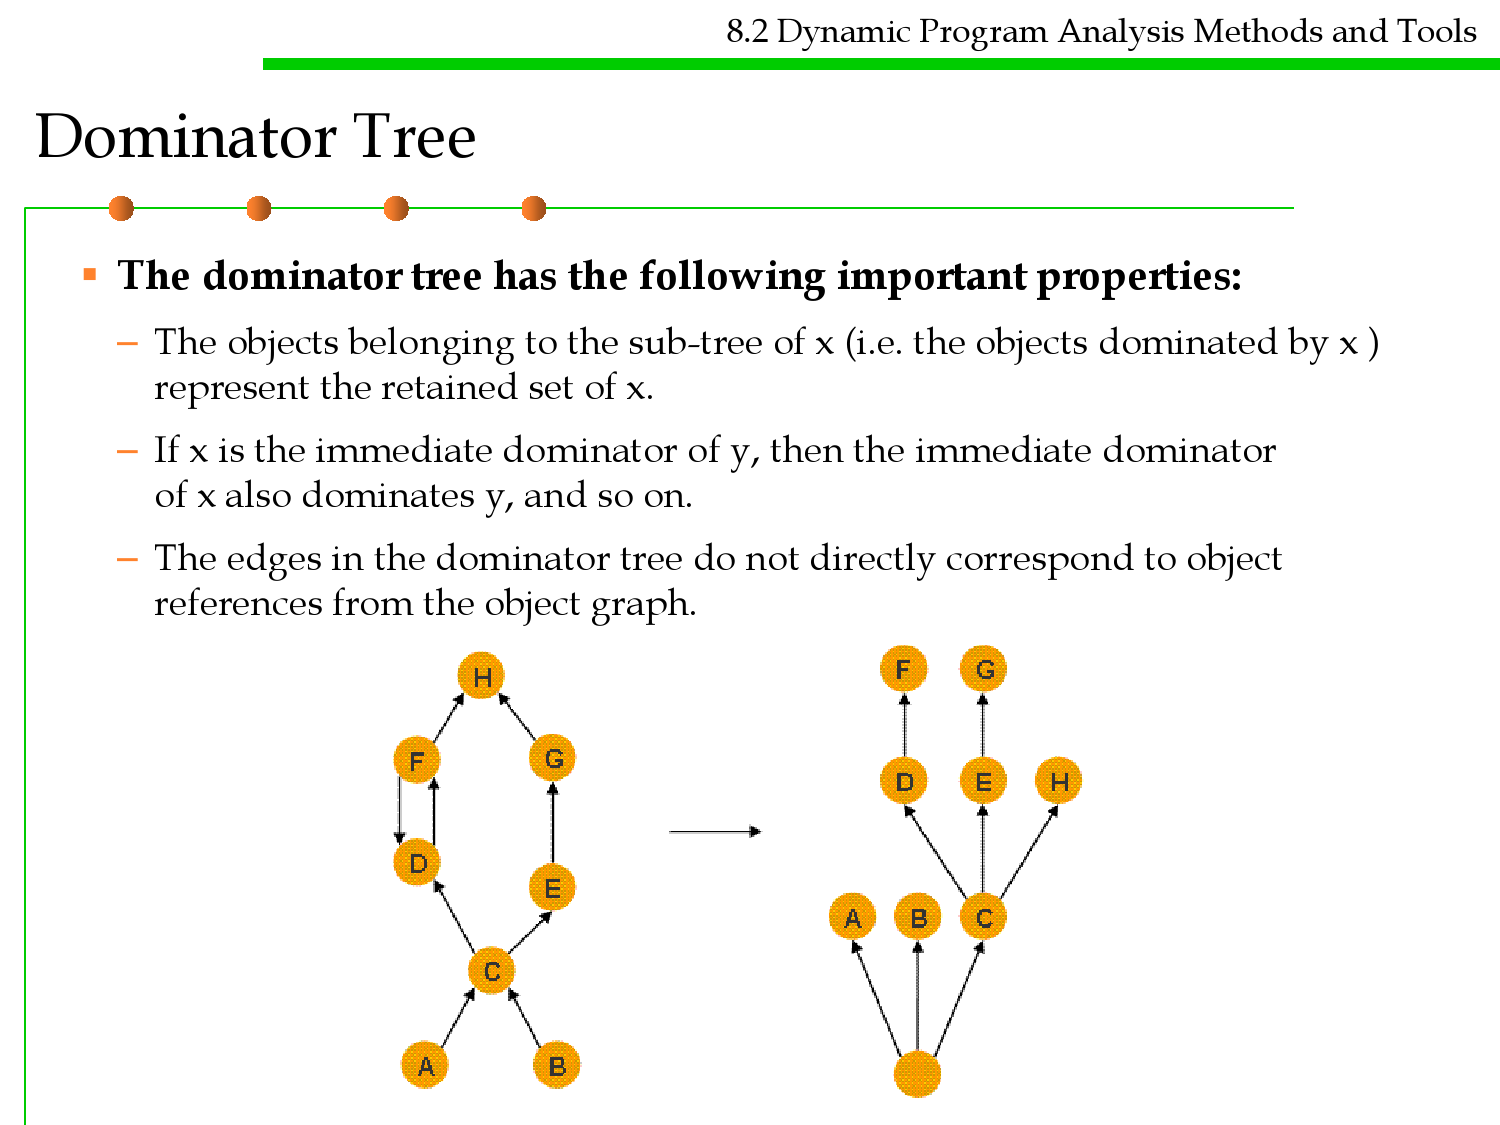 8.2 Dynamic Program Analysis Methods and Tools
Dominator Tree
▪ The dominator tree has the following important properties:
– The objects belonging to the sub-tree of x (i.e. the objects dominated by x )
represent the retained set of x.
– If x is the immediate dominator of y, then the immediate dominator
of x also dominates y, and so on.
– The edges in the dominator tree do not directly correspond to object
references from the object graph.
H
F
G
D
E
C
A
B
F
G
D
E
H
A
B
C